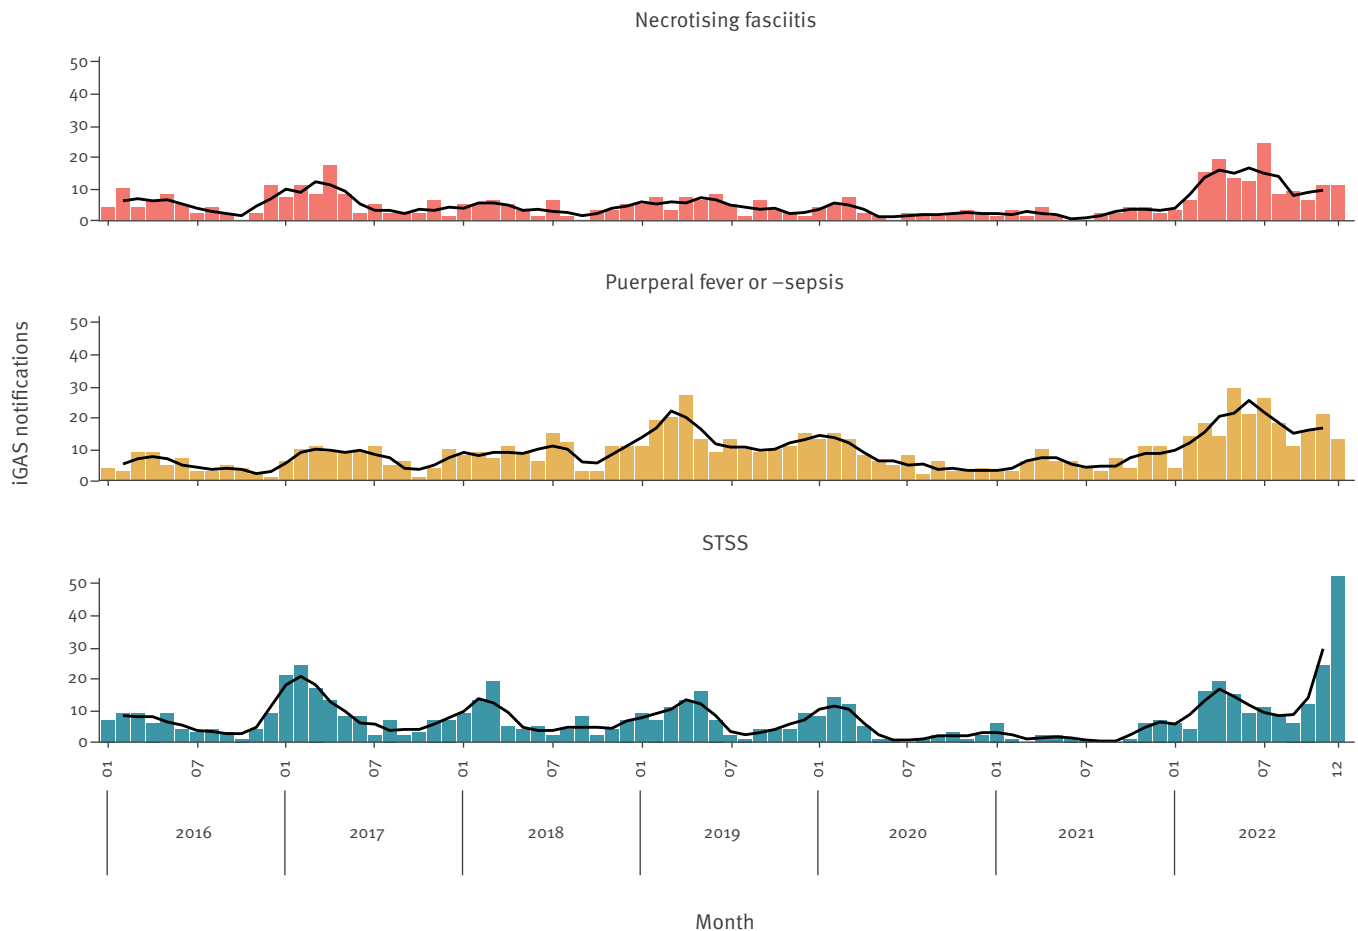 Necrotising fasciitis
50
40
30
20
10
0
Puerperal fever or –sepsis
50
40
30
20
10
0
iGAS notifications
STSS
50
40
30
20
10
0
01 07 01 07 01 07 01 07 01 07 01 07 01 07 12
2016 2017 2018 2019 2020 2021 2022
Month